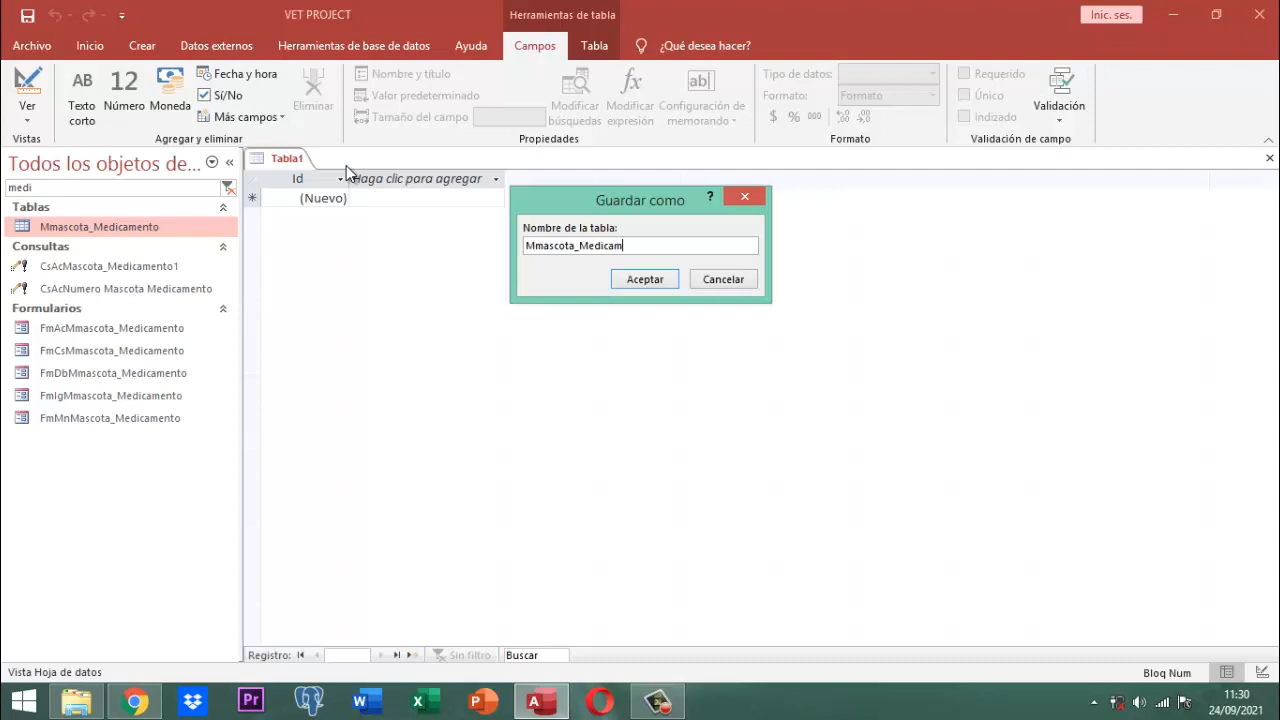 VET PROJECT
Herramientas de tabla
Inic. ses.
Archivo
Inicio
Crear
Datos externos
Herramientas de base de datos
Ayuda
Campos
Tabla
¿Qué desea hacer?
Ver
AB
Texto corto
12
Número
Moneda
Fecha y hora
Sí/No
Más campos
Eliminar
Nombre y título
Valor predeterminado
Tamaño del campo
Modificar búsquedas
fx
Modificar expresión
ab
Configuración de memorando
Tipo de datos:
Formato:
Formato
$ % 000
Requerido
Único
Indizado
Validación
Vistas
Agregar y eliminar
Propiedades
Formato
Validación de campo
Todos los objetos de...
medi
Tablas
Mmascota_Medicamento
Consultas
CsAcMascota_Medicamento1
CsAcNumero Mascota Medicamento
Formularios
FmAcMmascota_Medicamento
FmCsMmascota_Medicamento
FmDbMmascota_Medicamento
FmIgMmascota_Medicamento
FmMnMascota_Medicamento
Tabla1
Id
Haga clic para agregar
(Nuevo)
Guardar como
?
Nombre de la tabla:
Mmascota_Medicam
Aceptar
Cancelar
Registro:
Sin filtro
Buscar
Vista Hoja de datos
Bloq Num
Pr
11:30
24/09/2021